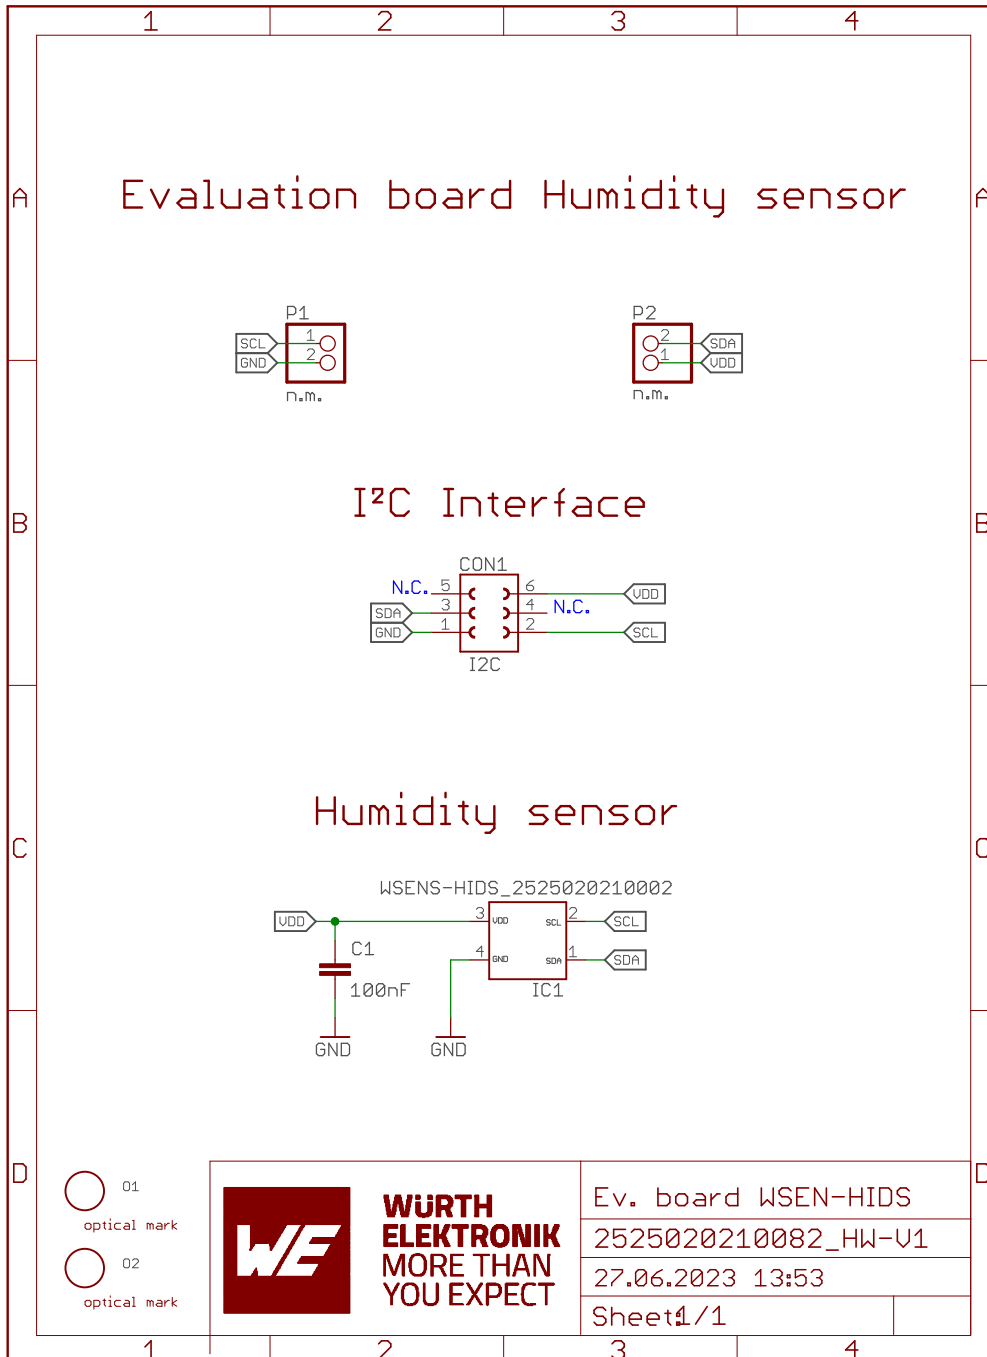 1 2 3 4
A A
Evaluation board Humidity sensor
P1 P2
SCL 1 2 SDA
GND 2 1 VDD
n.m. n.m.
I²C Interface
B B
CON1
N.C. 5 6 VDD
SDA 3 4 N.C.
GND 1 2 SCL
I2C
Humidity sensor
C C
WSENS-HIDS_2525020210002
VDD 3 VDD SCL 2 SCL
C1 4 GND SDA 1 SDA
100nF IC1
GND GND
D D
O1
optical mark
O2
optical mark
WE
WÜRTH
ELEKTRONIK
MORE THAN
YOU EXPECT
Ev. board WSEN-HIDS
2525020210082_HW-V1
27.06.2023 13:53
Sheet:1/1
1 2 3 4